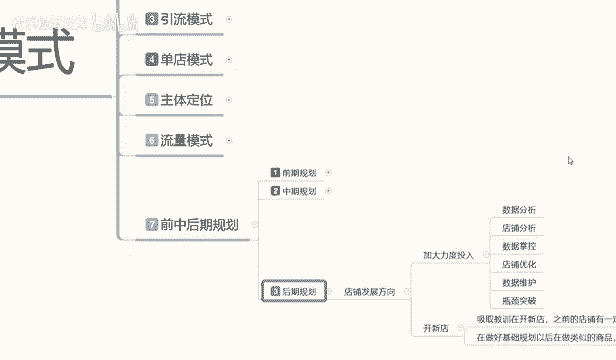 模式
3 引流模式
4 单店模式
5 主体定位
6 流量模式
7 前中后期规划
1 前期规划
2 中期规划
3 后期规划
店铺发展方向
加大力度投入
数据分析
店铺分析
数据掌控
店铺优化
数据维护
瓶颈突破
开新店
吸取教训在开新店，之前的店铺有一定
在做好基础规划以后在做类似的商品，